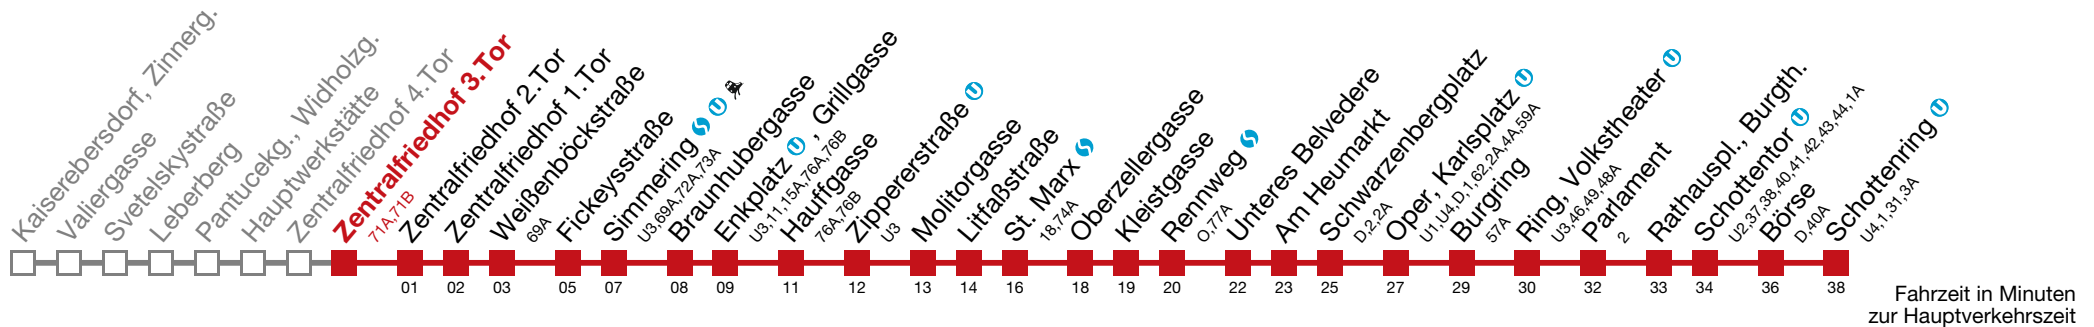 Kaiserebersdorf, Zinnerg.
Valiergasse
Svetelskystraße
Leberberg
Pantucekg., Widholzg.
Hauptwerkstätte
Zentralfriedhof 4.Tor
Zentralfriedhof 3.Tor
71A,71B
Zentralfriedhof 2.Tor
Zentralfriedhof 1.Tor
Weißenböckstraße
69A
Fickeysstraße
Simmering
U3,69A,72A,73A
Braunhubergasse
Enkplatz U, Grillgasse
U3,11,15A,76A,76B
Hauffgasse
76A,76B
Zippererstraße U
U3
Molitorgasse
Litfaßstraße
St. Marx
18,74A
Oberzellergasse
Kleistgasse
Rennweg
O,77A
Unteres Belvedere
Am Heumarkt
Schwarzenbergplatz
D,2,2A
Oper, Karlsplatz U
U1,U4,D,1,62,2A,4A,59A
Burgring
57A
Ring, Volkstheater U
U3,46,49,48A
Parlament
2
Rathauspl., Burgth.
Schottentor U
U2,37,38,40,41,42,43,44,1A
Börse
D,40A
Schottenring U
U4,1,31,3A
01 02 03 05 07 08 09 11 12 13 14 16 18 19 20 22 23 25 27 29 30 32 33 34 36 38
Fahrzeit in Minuten
zur Hauptverkehrszeit